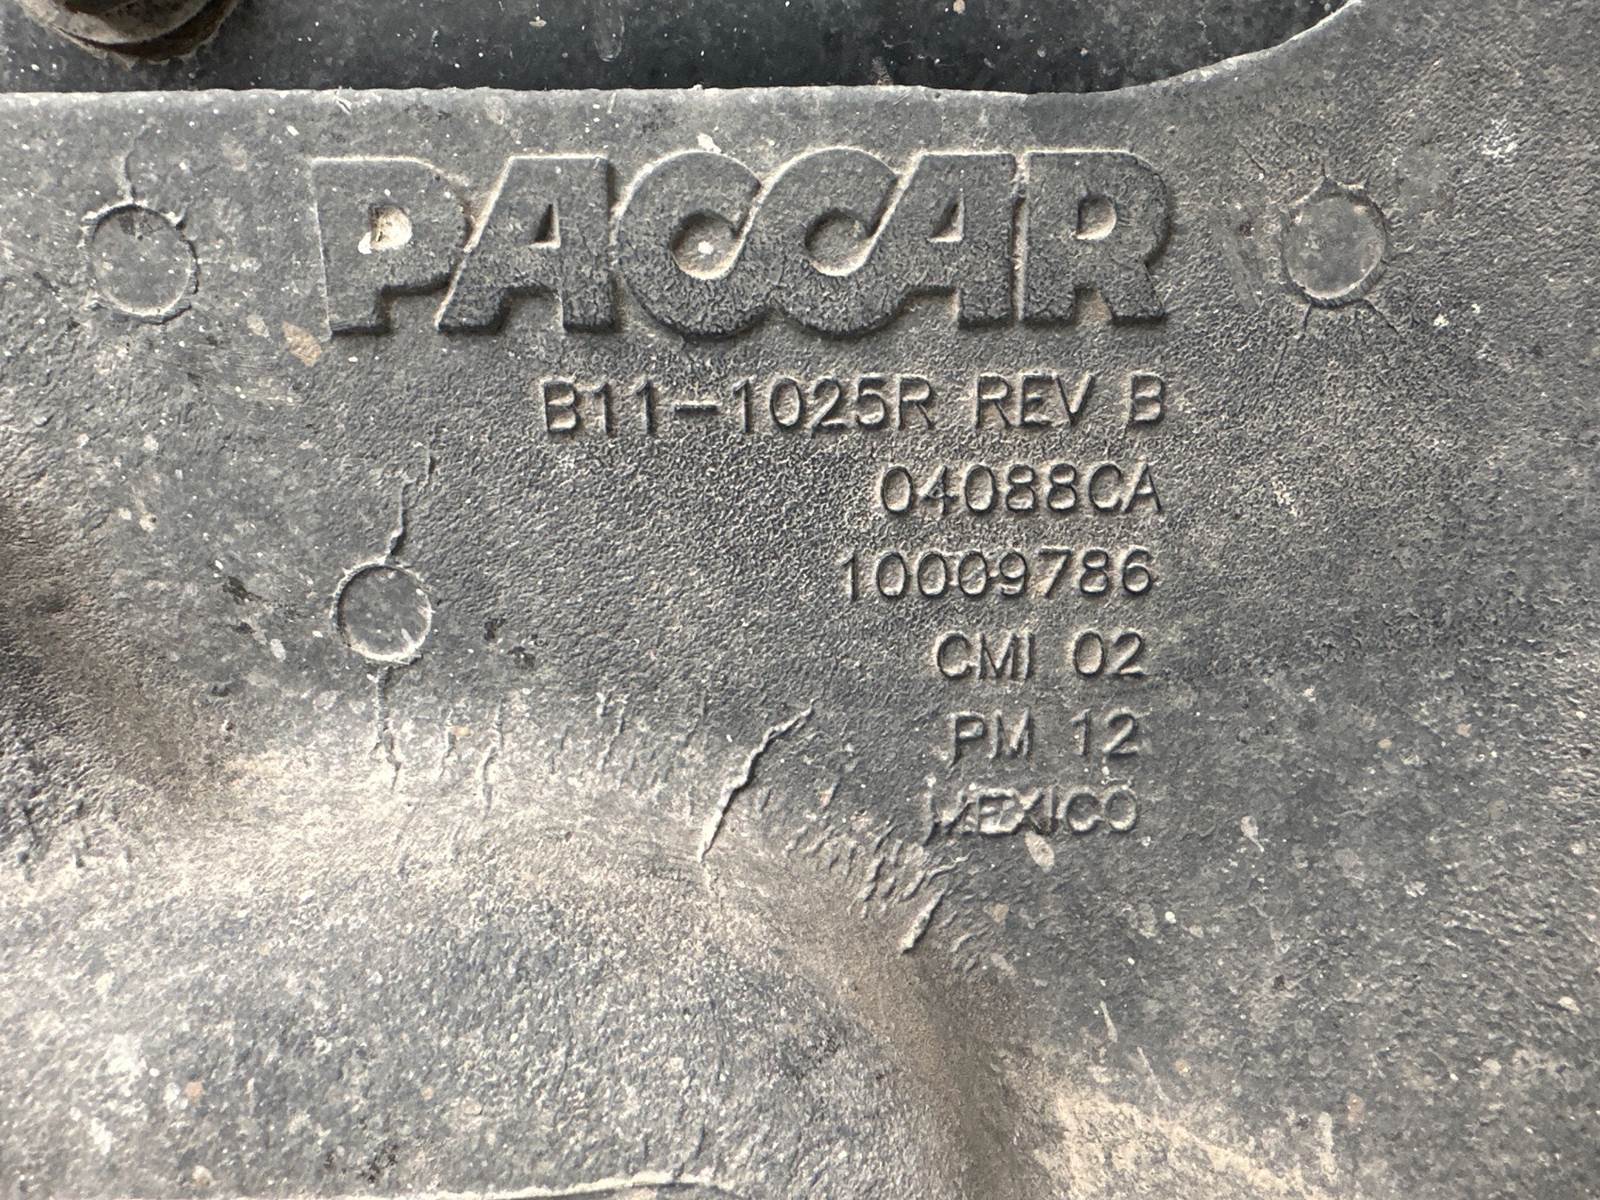 PACCAR
B11-1025R REV B
04088CA
10009786
CMI 02
PM 12
MEXICO